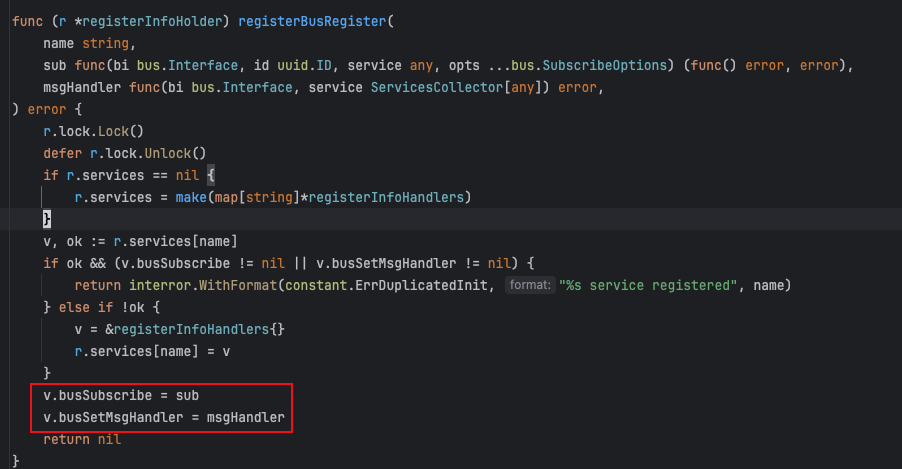 func (r *registerInfoHolder) registerBusRegister(
    name string,
    sub func(bi bus.Interface, id uuid.ID, service any, opts ...bus.SubscribeOptions) (func() error, error),
    msgHandler func(bi bus.Interface, service ServicesCollector[any]) error,
) error {
    r.lock.Lock()
    defer r.lock.Unlock()
    if r.services == nil {
        r.services = make(map[string]*registerInfoHandlers)
    }
    v, ok := r.services[name]
    if ok && (v.busSubscribe != nil || v.busSetMsgHandler != nil) {
        return interror.WithFormat(constant.ErrDuplicatedInit, format: "%s service registered", name)
    } else if !ok {
        v = &registerInfoHandlers{}
        r.services[name] = v
    }
    v.busSubscribe = sub
    v.busSetMsgHandler = msgHandler
    return nil
}